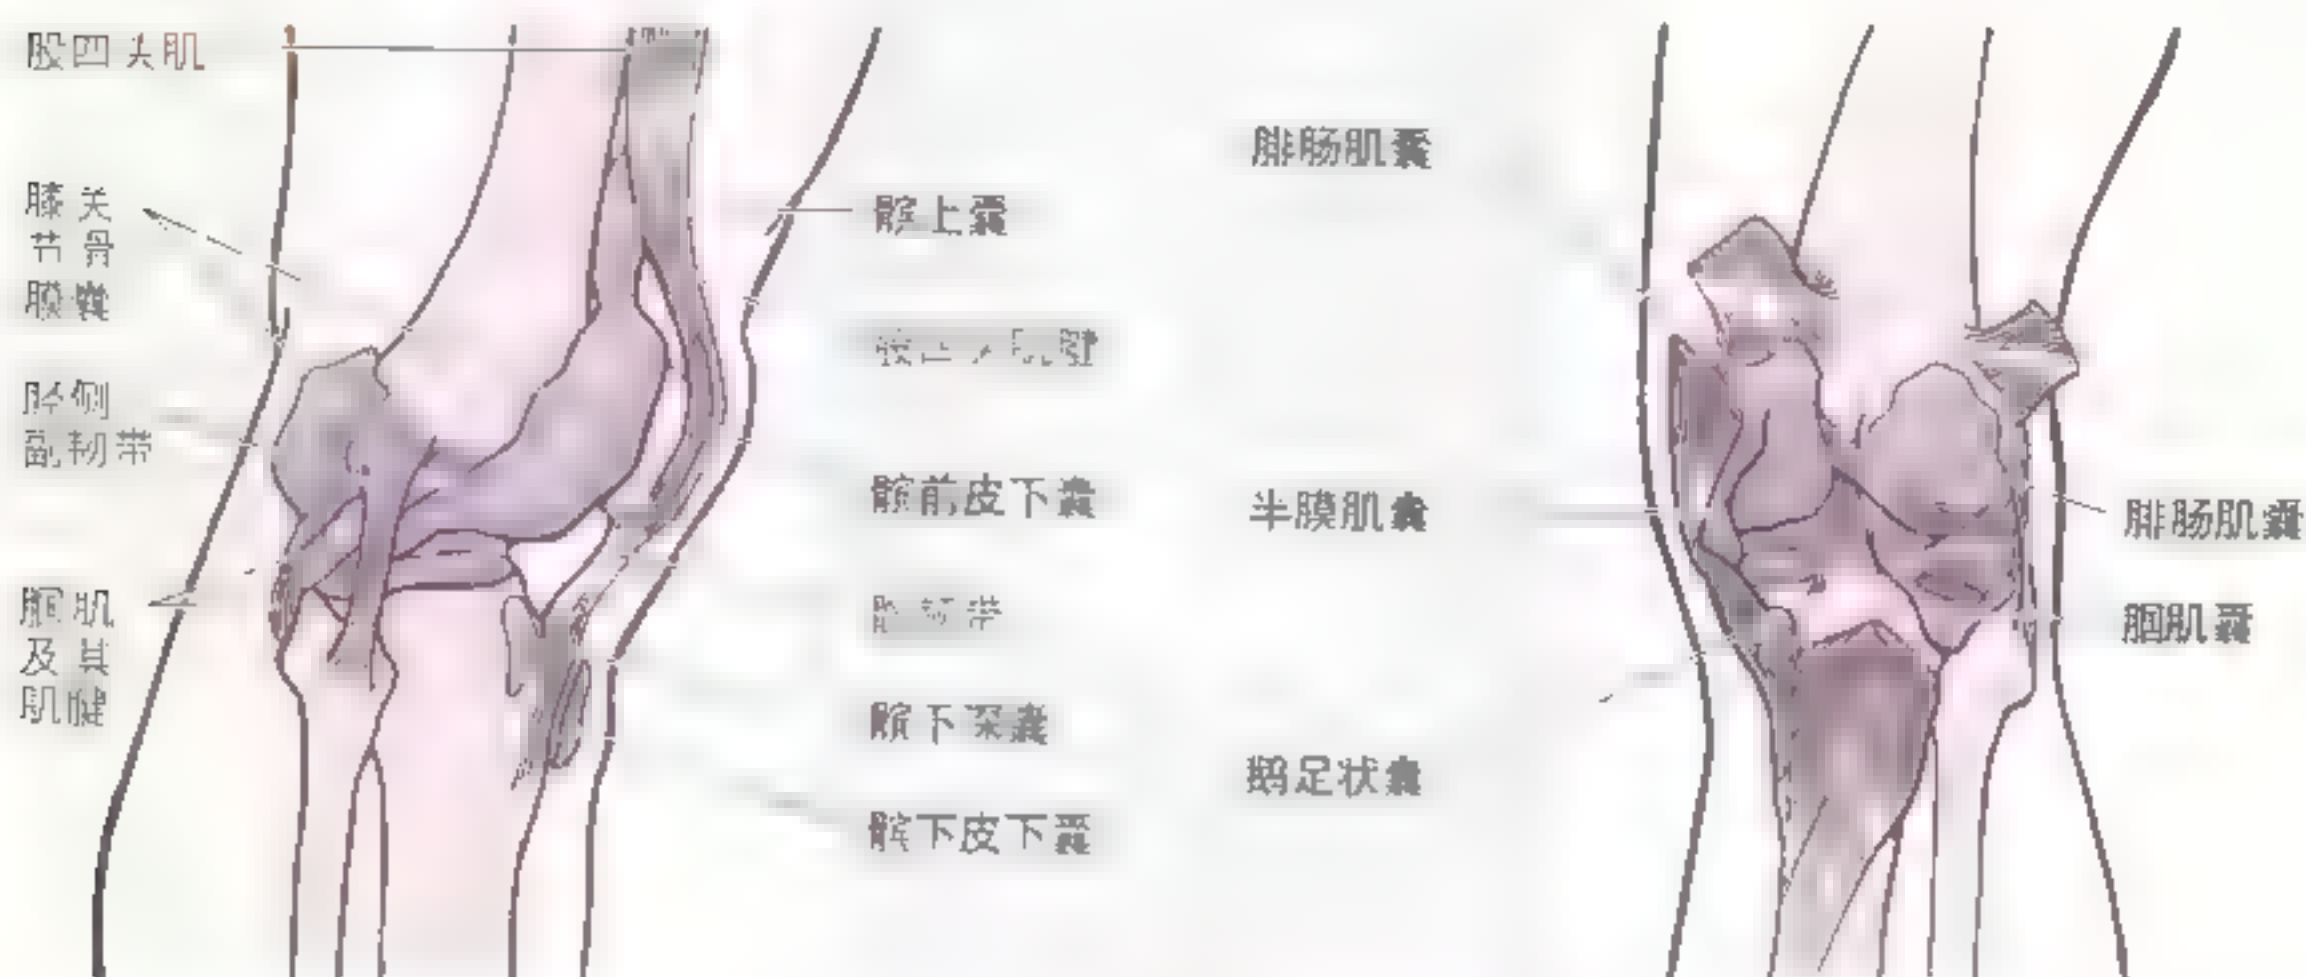 股四头肌
膝关
节骨
膜囊
胫侧
副韧带
腘肌
及其
肌腱
髌上囊
髌前皮下囊
髌下深囊
髌下皮下囊
腓肠肌囊
半膜肌囊
鹅足状囊
腓肠肌囊
腘肌囊